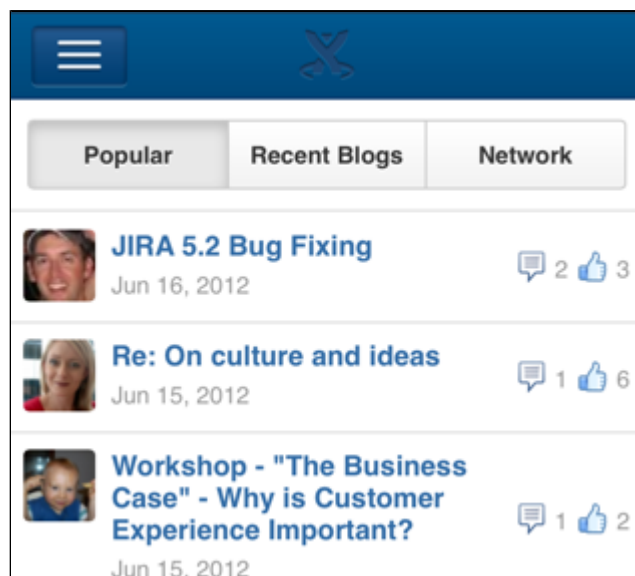 Popular Recent Blogs Network
JIRA 5.2 Bug Fixing
Jun 16, 2012
2 3
Re: On culture and ideas
Jun 15, 2012
1 6
Workshop - "The Business
Case" - Why is Customer
Experience Important?
1 2
Jun 15, 2012